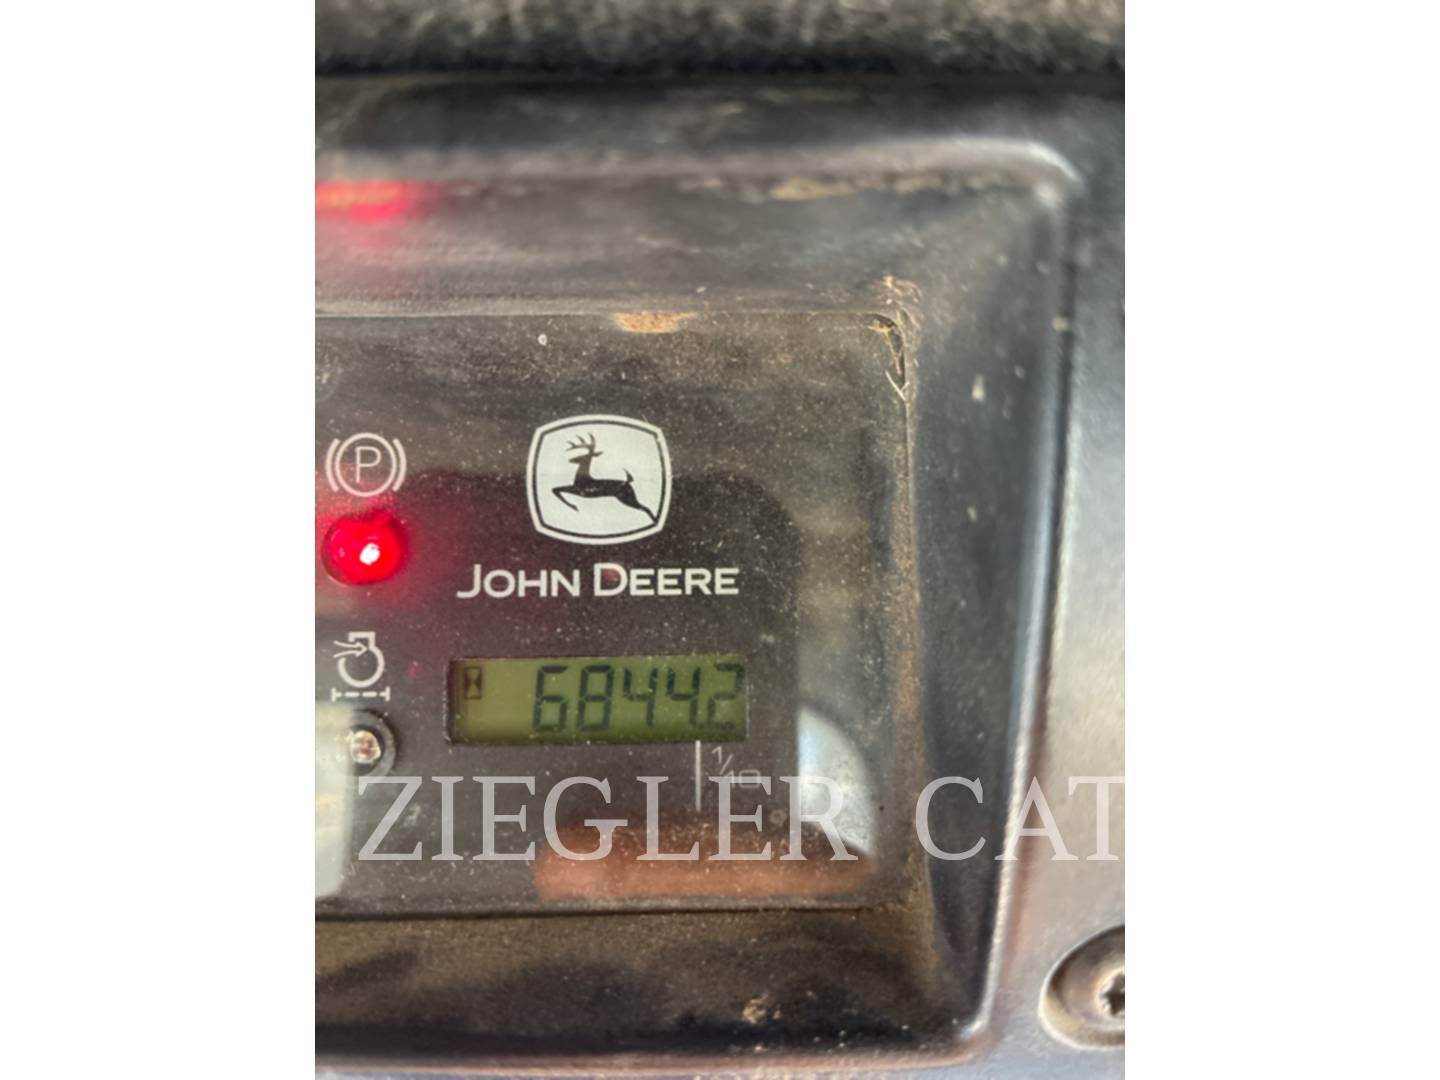 P
JOHN DEERE
6844.2
1/10
ZIEGLER CAT